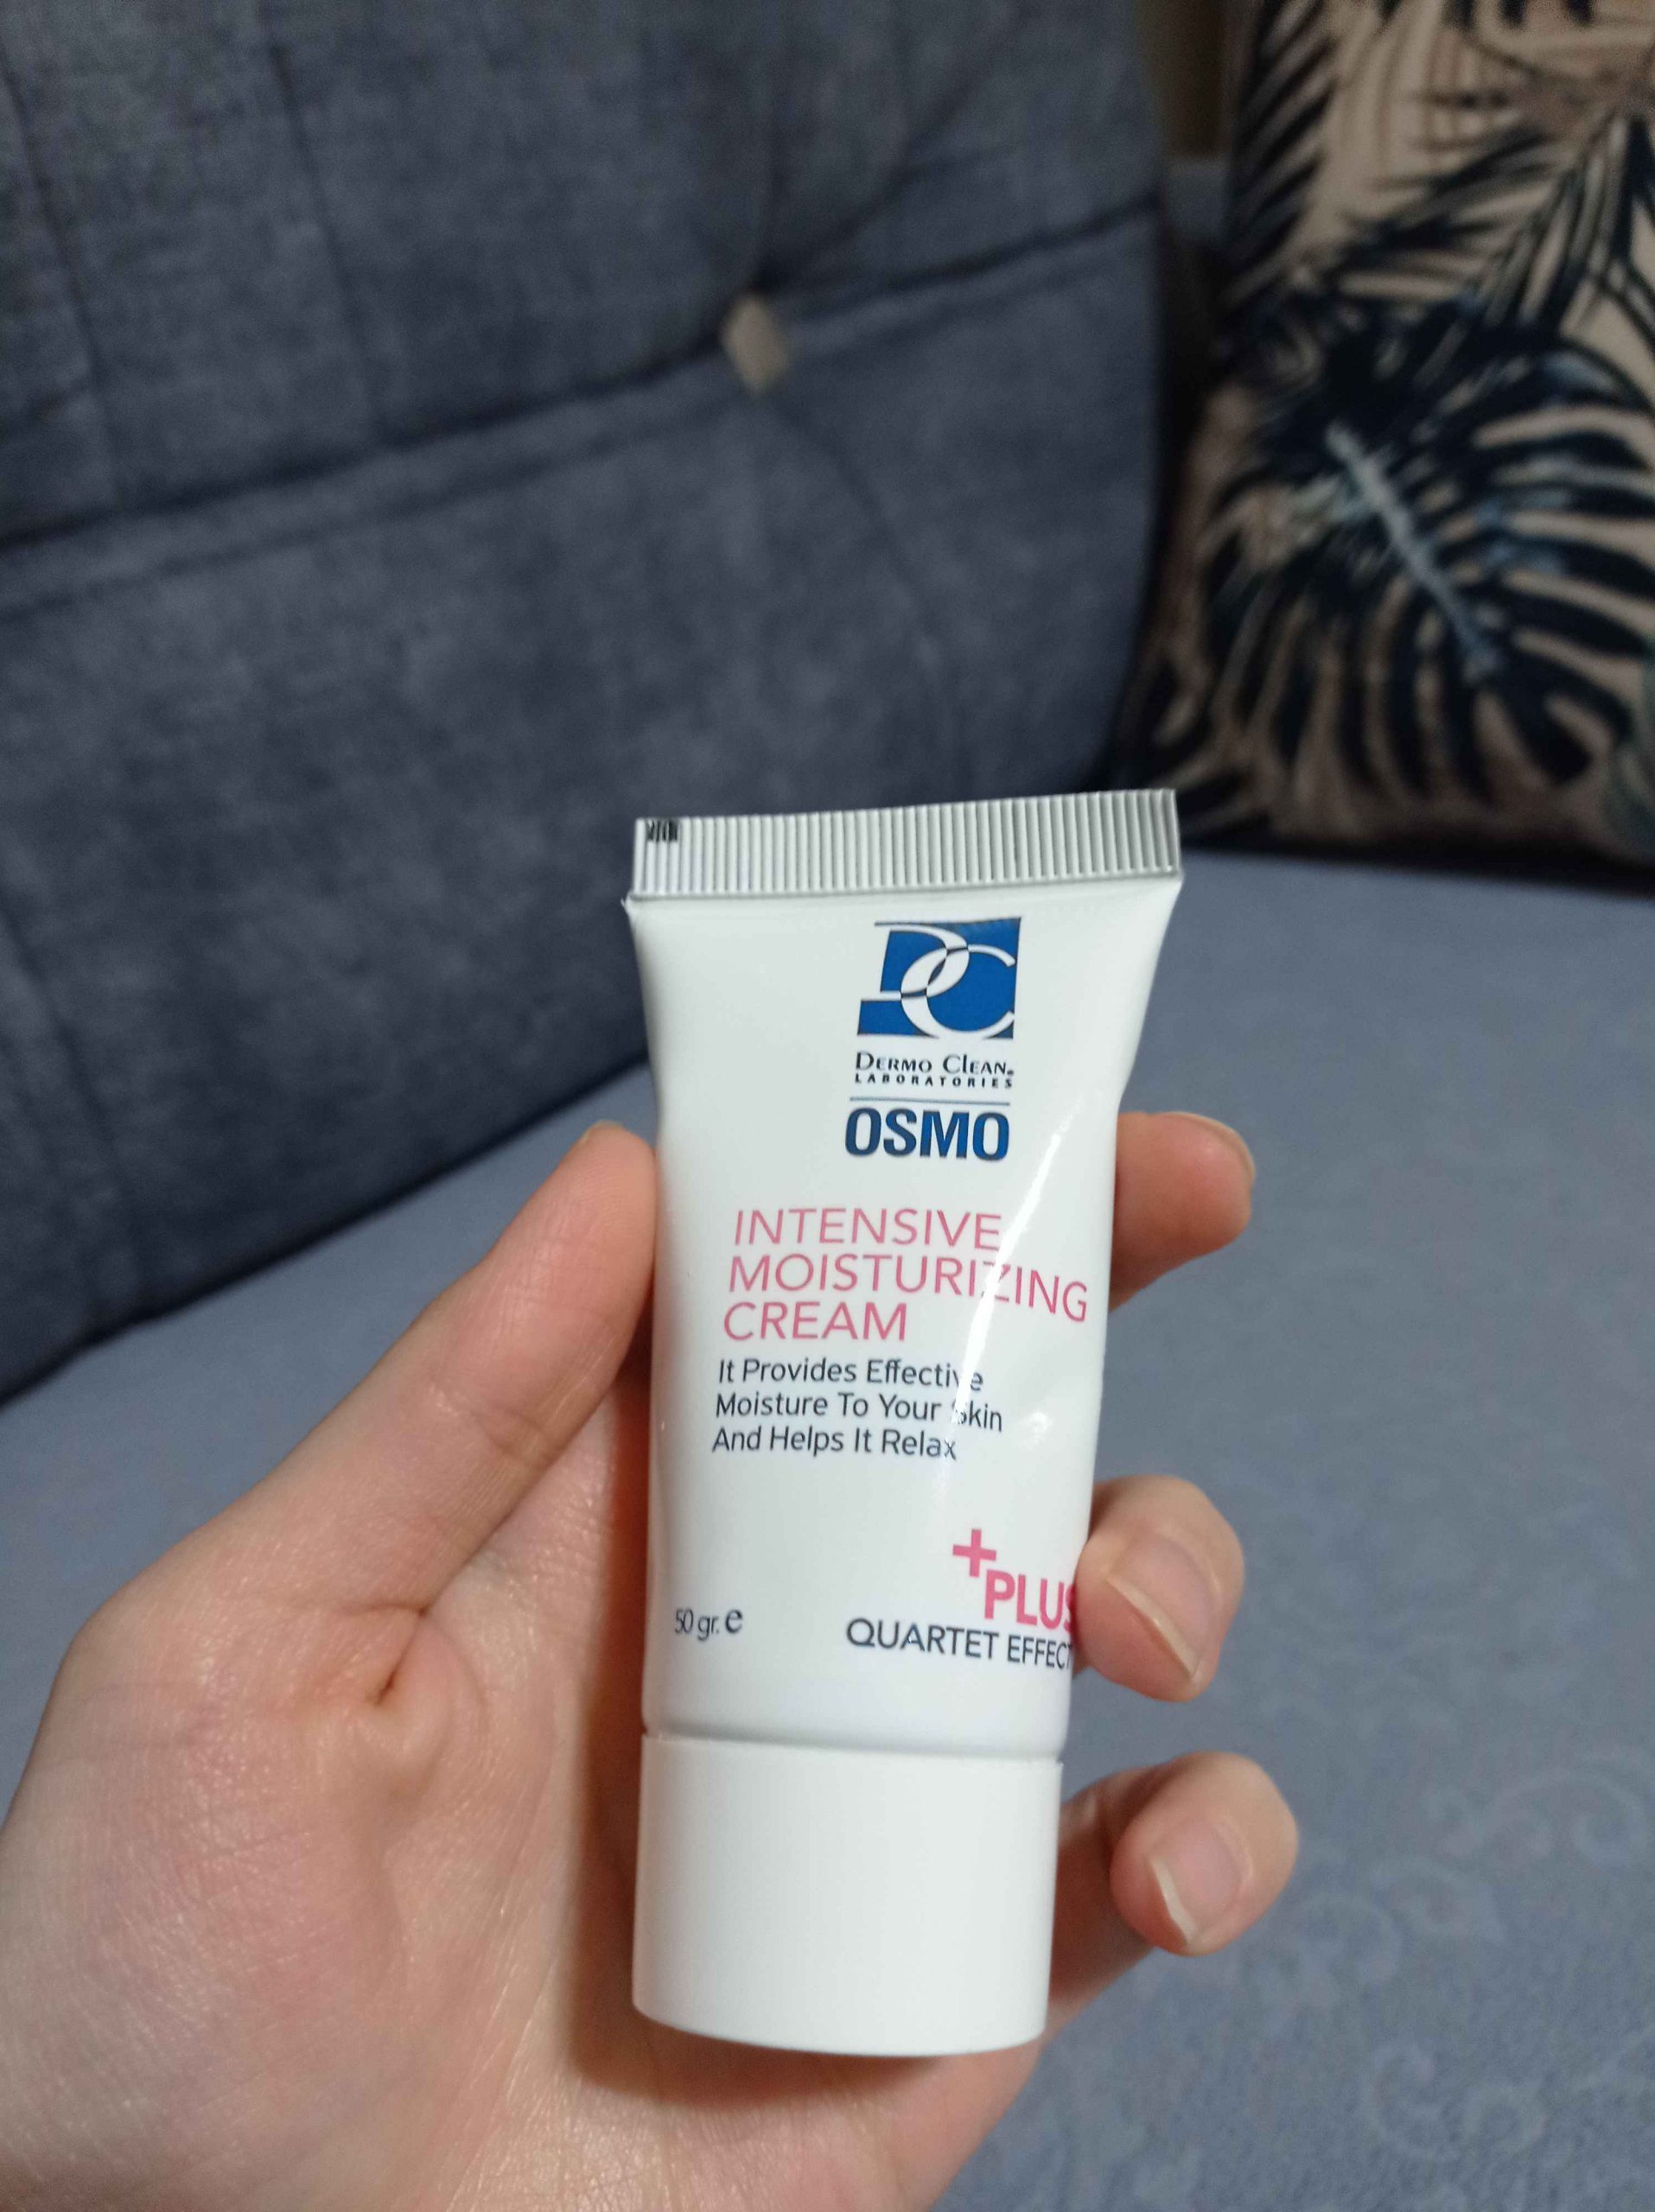 DERMO CLEAN.
LABORATORIES
OSMO
INTENSIVE
MOISTURIZING
CREAM
It Provides Effective
Moisture To Your Skin
And Helps It Relax
+PLUS
50 gr. e
QUARTET EFFECT